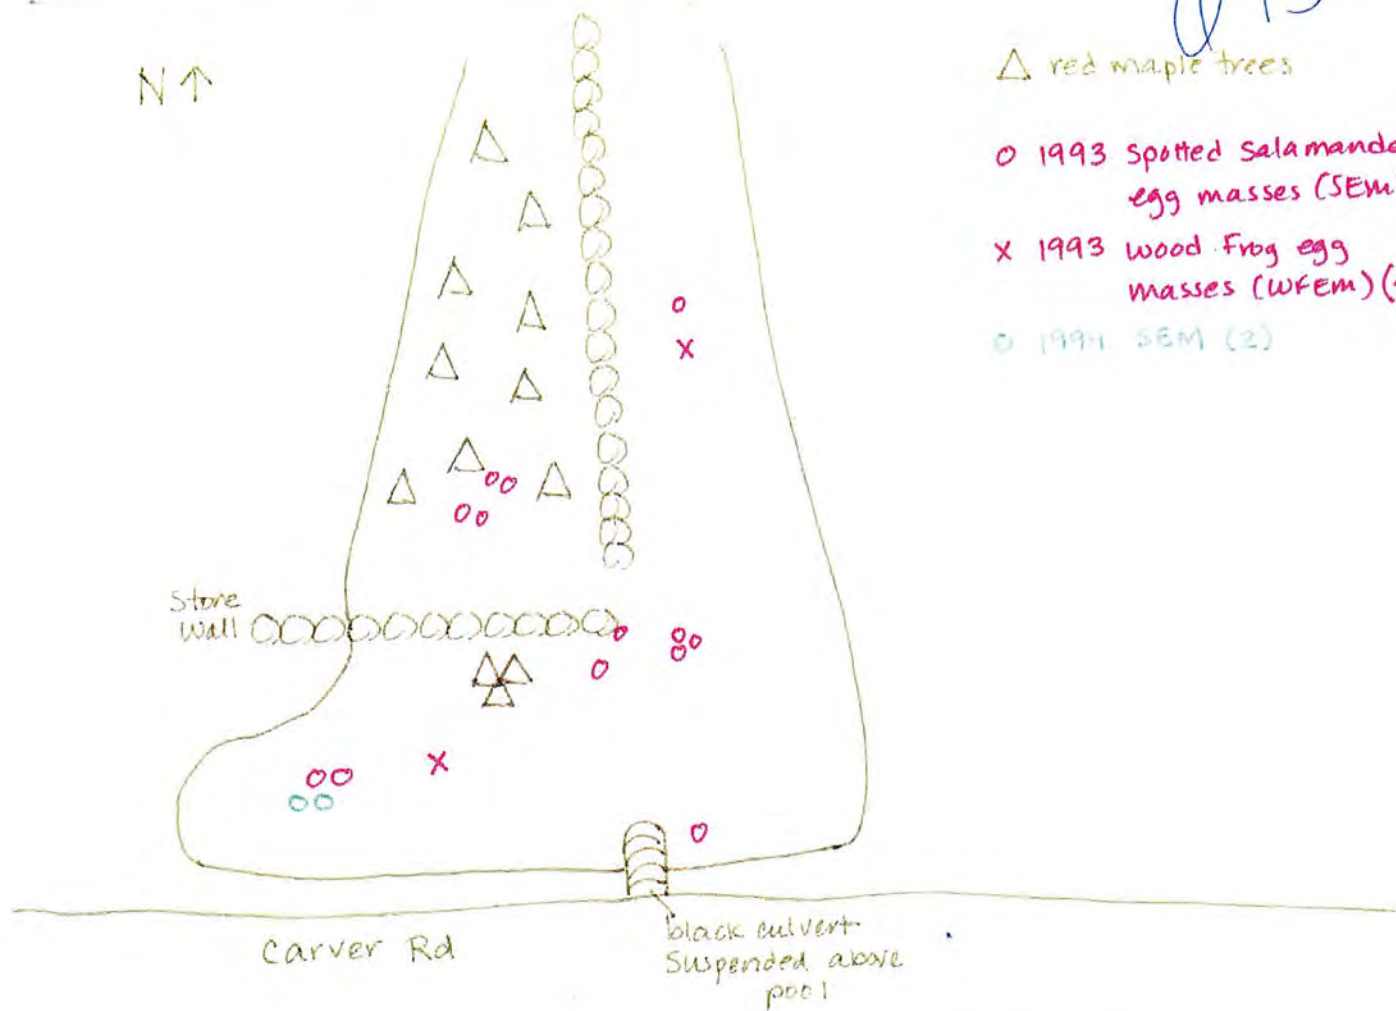 N ↑
△ red maple trees
o 1993 Spotted Salamande
egg masses (SEM
x 1993 wood frog egg
masses (WFEM) (
o 1994 SEM (2)
Stone
Wall
Carver Rd
black culvert
Suspended above
pool